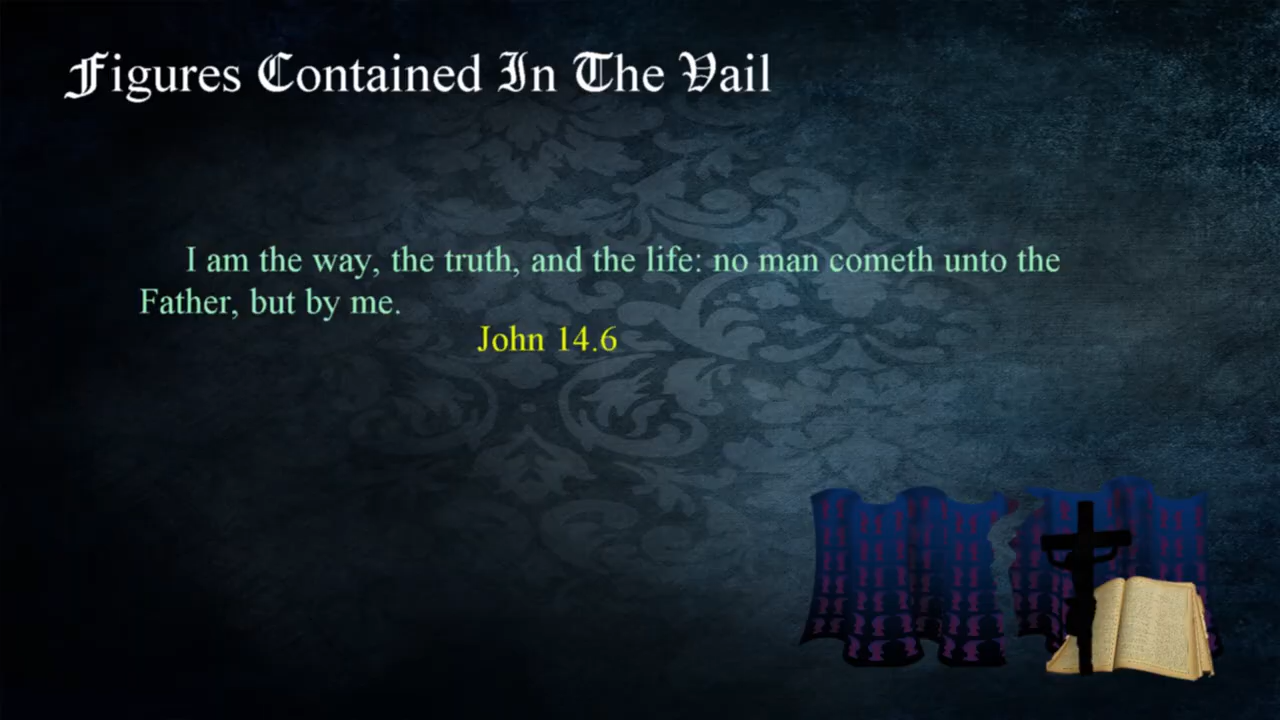 Figures Contained In The Vail
I am the way, the truth, and the life: no man cometh unto the
Father, but by me.
John 14.6